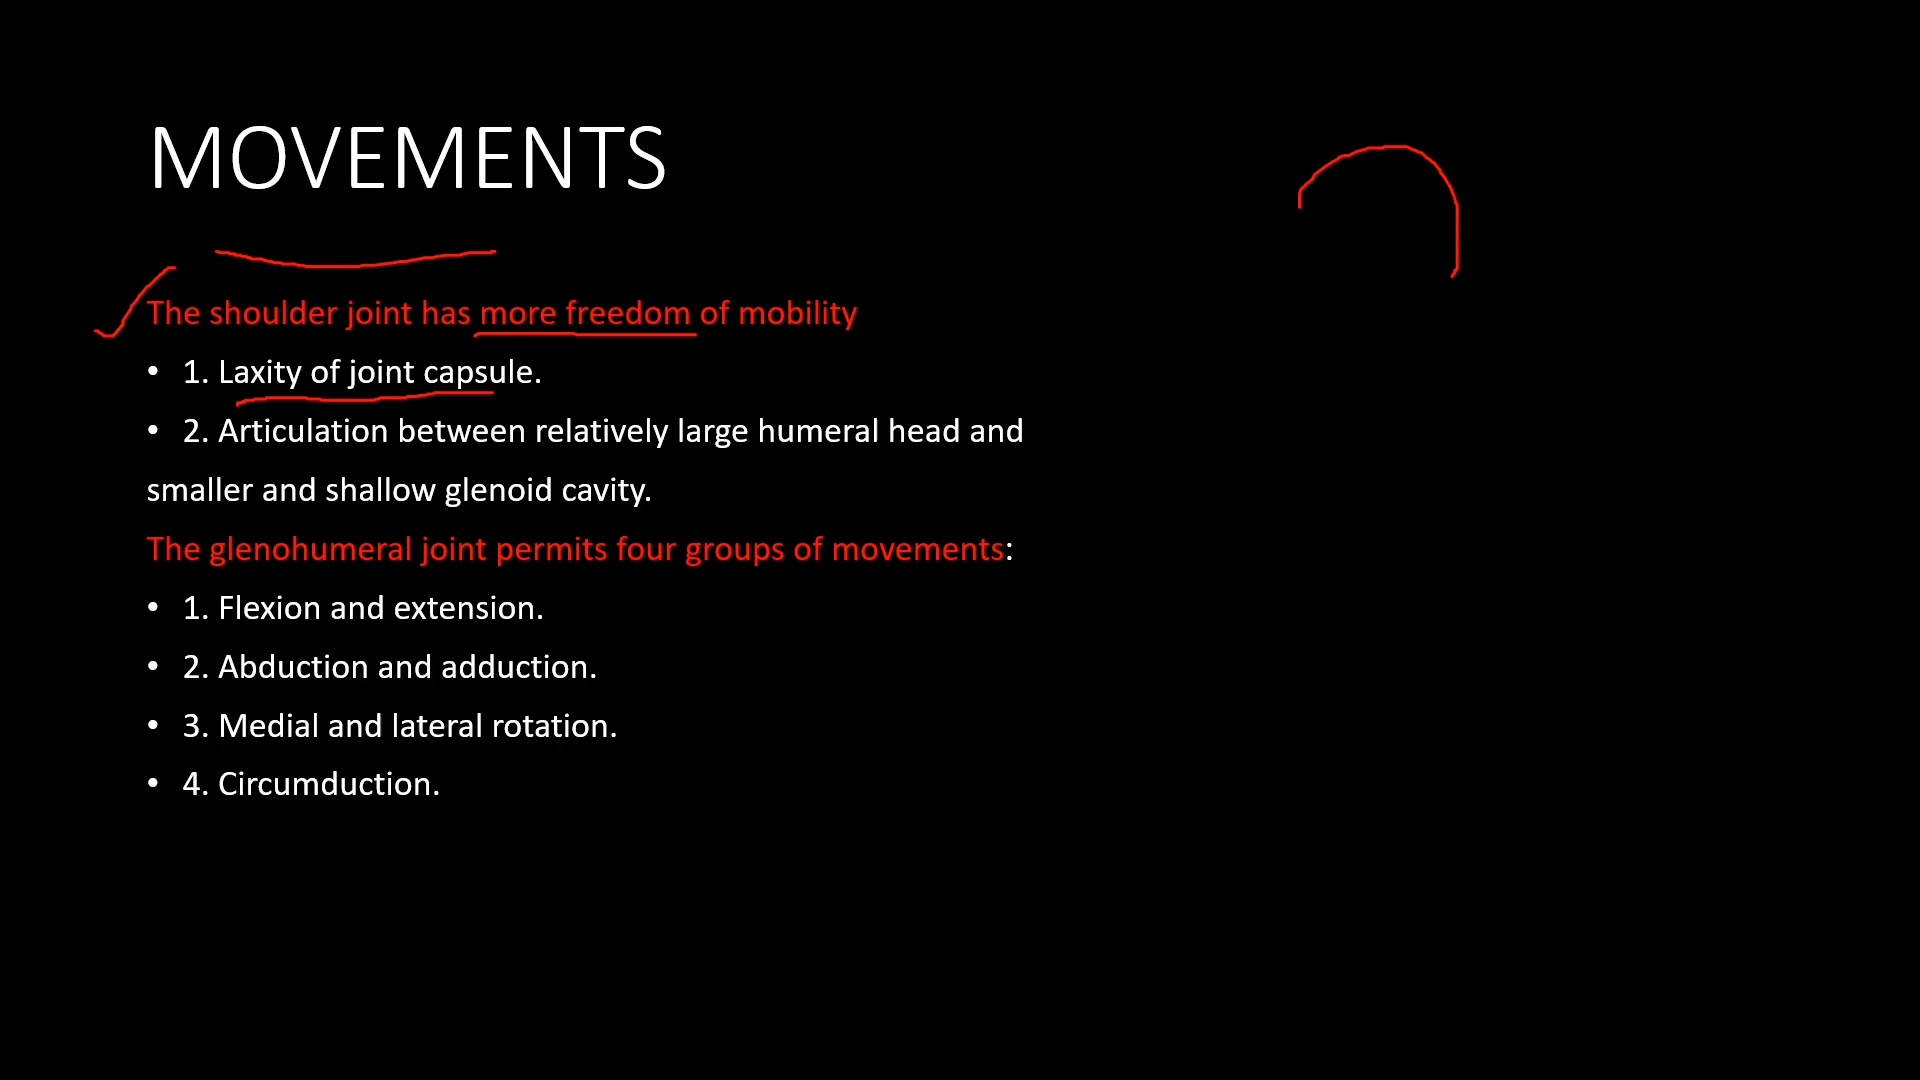 MOVEMENTS
The shoulder joint has more freedom of mobility
• 1. Laxity of joint capsule.
• 2. Articulation between relatively large humeral head and
smaller and shallow glenoid cavity.
The glenohumeral joint permits four groups of movements:
• 1. Flexion and extension.
• 2. Abduction and adduction.
• 3. Medial and lateral rotation.
• 4. Circumduction.